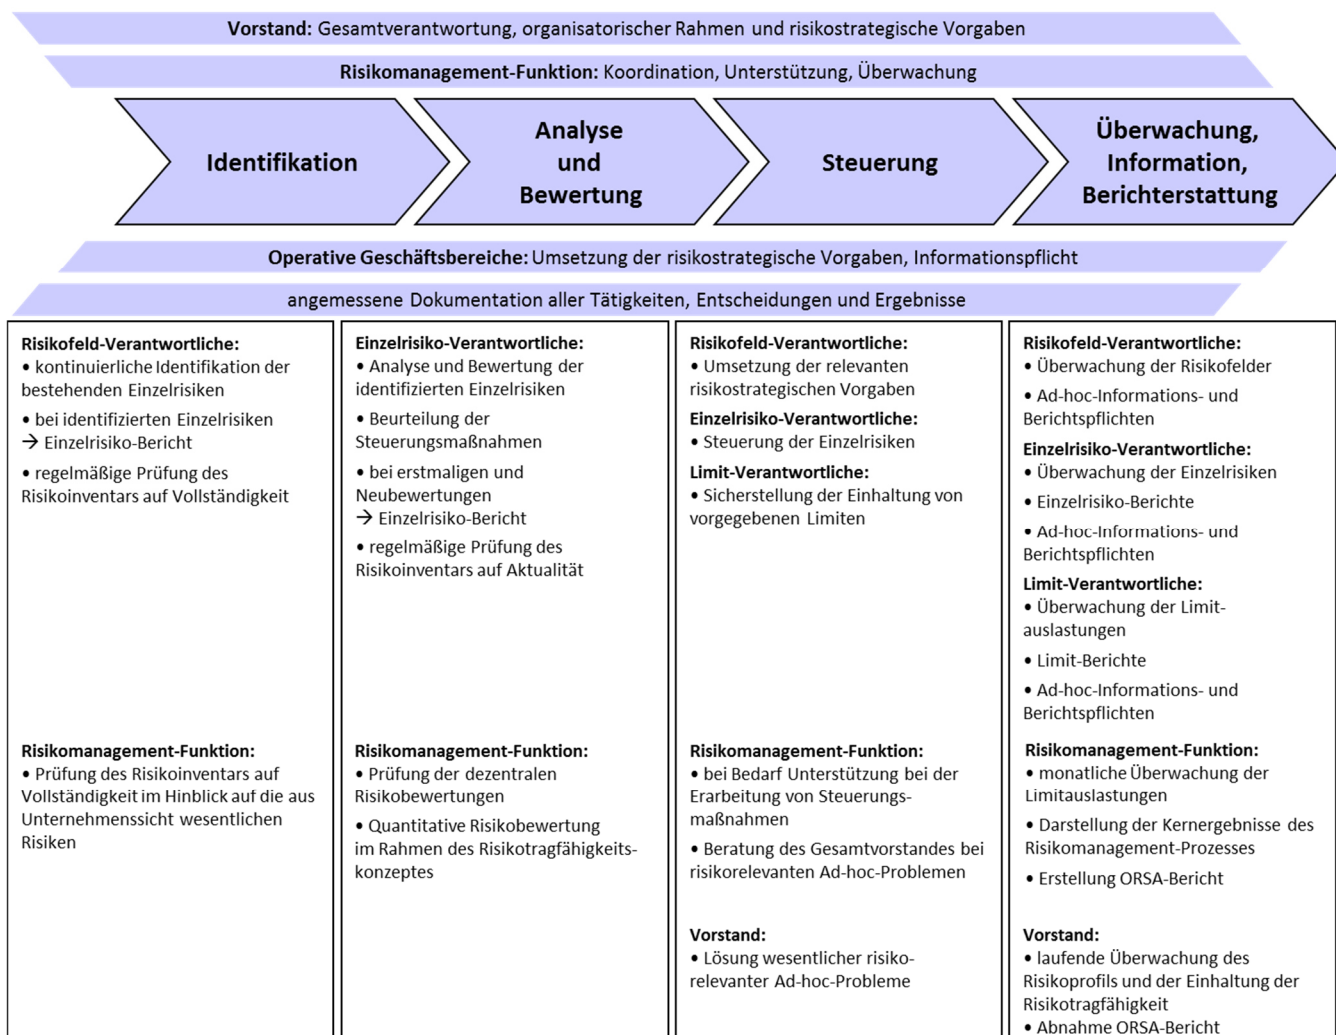 Vorstand: Gesamtverantwortung, organisatorischer Rahmen und risikostrategische Vorgaben
Risikomanagement-Funktion: Koordination, Unterstützung, Überwachung
Identifikation
Analyse
und
Bewertung
Steuerung
Überwachung,
Information,
Berichterstattung
Operative Geschäftsbereiche: Umsetzung der risikostrategische Vorgaben, Informationspflicht
angemessene Dokumentation aller Tätigkeiten, Entscheidungen und Ergebnisse
Risikofeld-Verantwortliche:
• kontinuierliche Identifikation der
bestehenden Einzelrisiken
• bei identifizierten Einzelrisiken
→ Einzelrisiko-Bericht
• regelmäßige Prüfung des
Risikoinventars auf Vollständigkeit
Risikomanagement-Funktion:
• Prüfung des Risikoinventars auf
Vollständigkeit im Hinblick auf die aus
Unternehmenssicht wesentlichen
Risiken
Einzelrisiko-Verantwortliche:
• Analyse und Bewertung der
identifizierten Einzelrisiken
• Beurteilung der
Steuerungsmaßnahmen
• bei erstmaligen und
Neubewertungen
→ Einzelrisiko-Bericht
• regelmäßige Prüfung des
Risikoinventars auf Aktualität
Risikomanagement-Funktion:
• Prüfung der dezentralen
Risikobewertungen
• Quantitative Risikobewertung
im Rahmen des Risikotragfähigkeits-
konzeptes
Risikofeld-Verantwortliche:
• Umsetzung der relevanten
risikostrategischen Vorgaben
Einzelrisiko-Verantwortliche:
• Steuerung der Einzelrisiken
Limit-Verantwortliche:
• Sicherstellung der Einhaltung von
vorgegebenen Limiten
Risikomanagement-Funktion:
• bei Bedarf Unterstützung bei der
Erarbeitung von Steuerungs-
maßnahmen
• Beratung des Gesamtvorstandes bei
risikorelevanten Ad-hoc-Problemen
Vorstand:
• Lösung wesentlicher risiko-
relevanter Ad-hoc-Probleme
Risikofeld-Verantwortliche:
• Überwachung der Risikofelder
• Ad-hoc-Informations- und
Berichtspflichten
Einzelrisiko-Verantwortliche:
• Überwachung der Einzelrisiken
• Einzelrisiko-Berichte
• Ad-hoc-Informations- und
Berichtspflichten
Limit-Verantwortliche:
• Überwachung der Limit-
auslastungen
• Limit-Berichte
• Ad-hoc-Informations- und
Berichtspflichten
Risikomanagement-Funktion:
• monatliche Überwachung der
Limitauslastungen
• Darstellung der Kernergebnisse des
Risikomanagement-Prozesses
• Erstellung ORSA-Bericht
Vorstand:
• laufende Überwachung des
Risikoprofils und der Einhaltung der
Risikotragfähigkeit
• Abnahme ORSA-Bericht